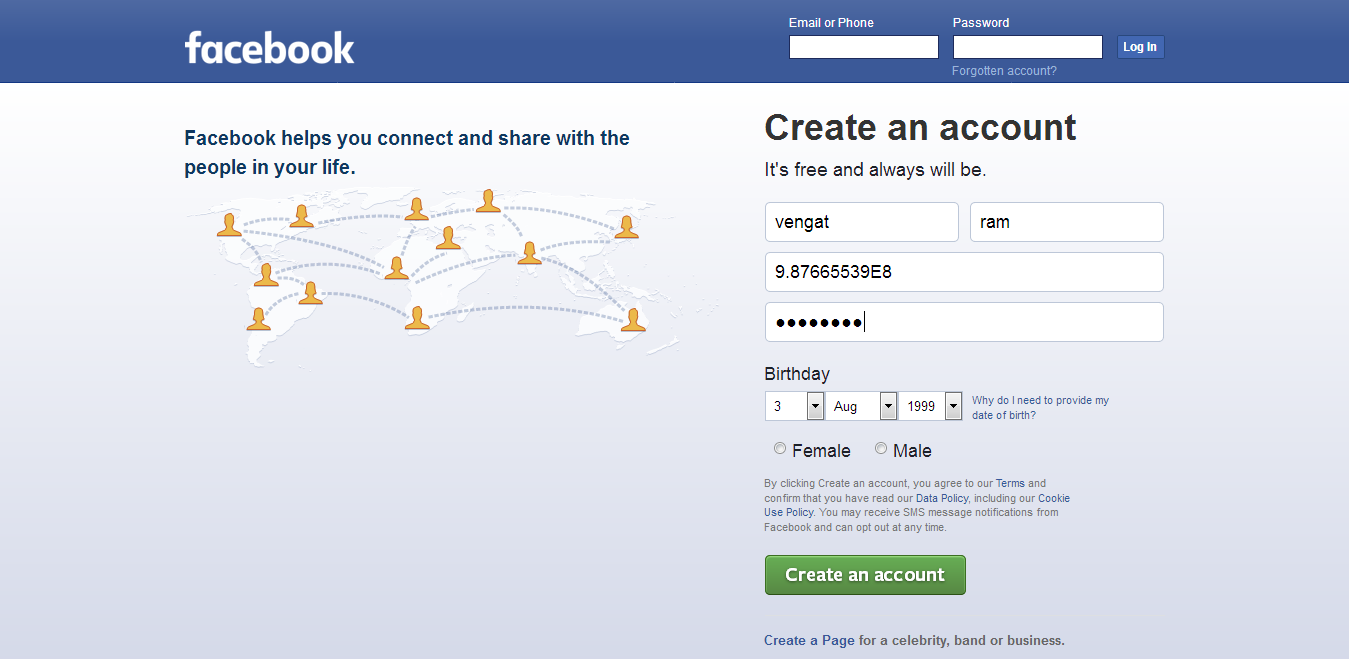 facebook
Email or Phone
Password
Log In
Forgotten account?
Facebook helps you connect and share with the
people in your life.
Create an account
It's free and always will be.
vengat
ram
9.87665539E8
••••••••
Birthday
3
Aug
1999
Why do I need to provide my
date of birth?
Female
Male
By clicking Create an account, you agree to our Terms and
confirm that you have read our Data Policy, including our Cookie
Use Policy. You may receive SMS message notifications from
Facebook and can opt out at any time.
Create an account
Create a Page for a celebrity, band or business.